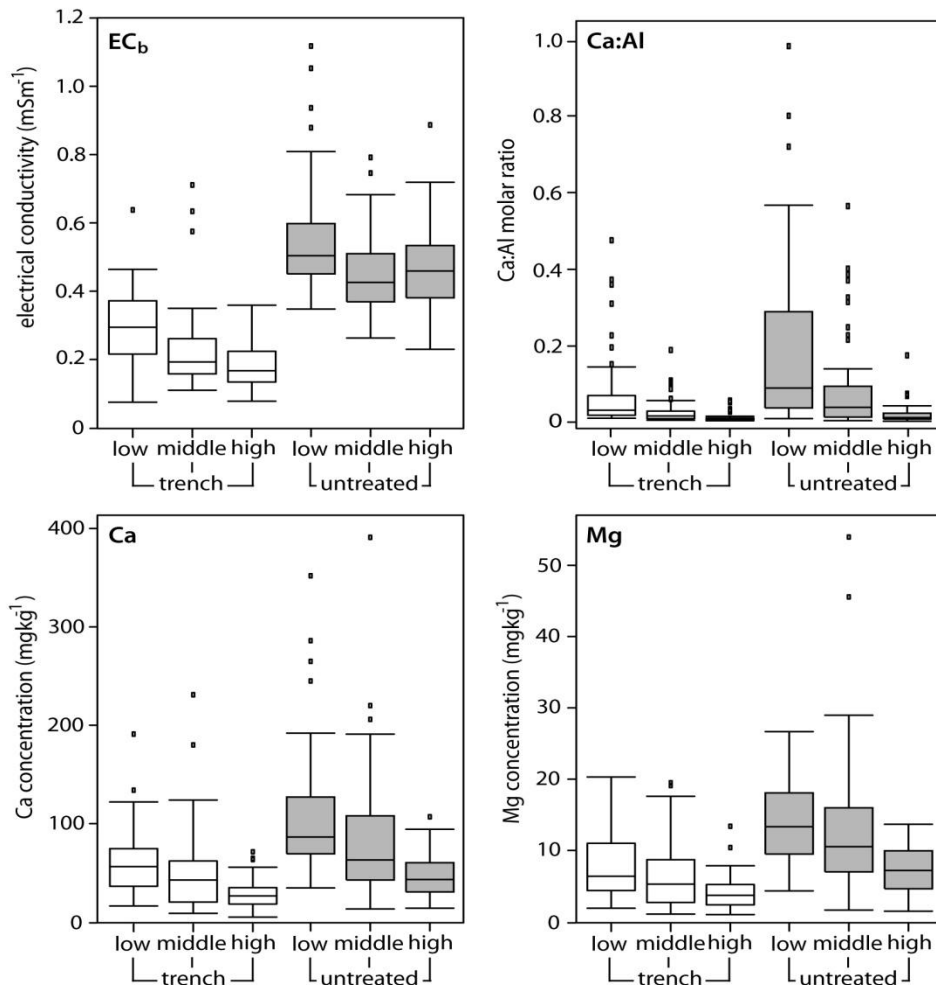 EC_b
electrical conductivity (mSm⁻¹)
1.2
1.0
0.8
0.6
0.4
0.2
0
low middle high low middle high
trench untreated
Ca:Al
Ca:Al molar ratio
1.0
0.8
0.6
0.4
0.2
0
low middle high low middle high
trench untreated
Ca
Ca concentration (mgkg⁻¹)
400
300
200
100
0
low middle high low middle high
trench untreated
Mg
Mg concentration (mgkg⁻¹)
50
40
30
20
10
0
low middle high low middle high
trench untreated